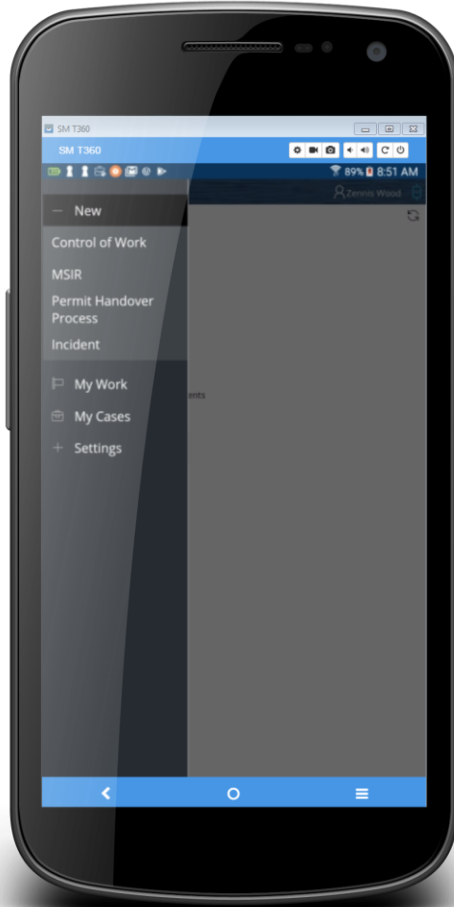 SM T360
SM T360
89% 8:51 AM
Zennis Wood
New
Control of Work
MSIR
Permit Handover
Process
Incident
ents
My Work
My Cases
Settings